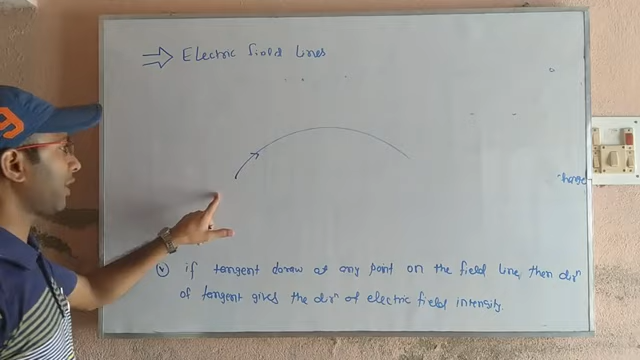 ⇒ Electric field Lines
charge
(*) if tangent draw at any point on the field line, then dirⁿ
of tangent gives the dirⁿ of electric field intensity.